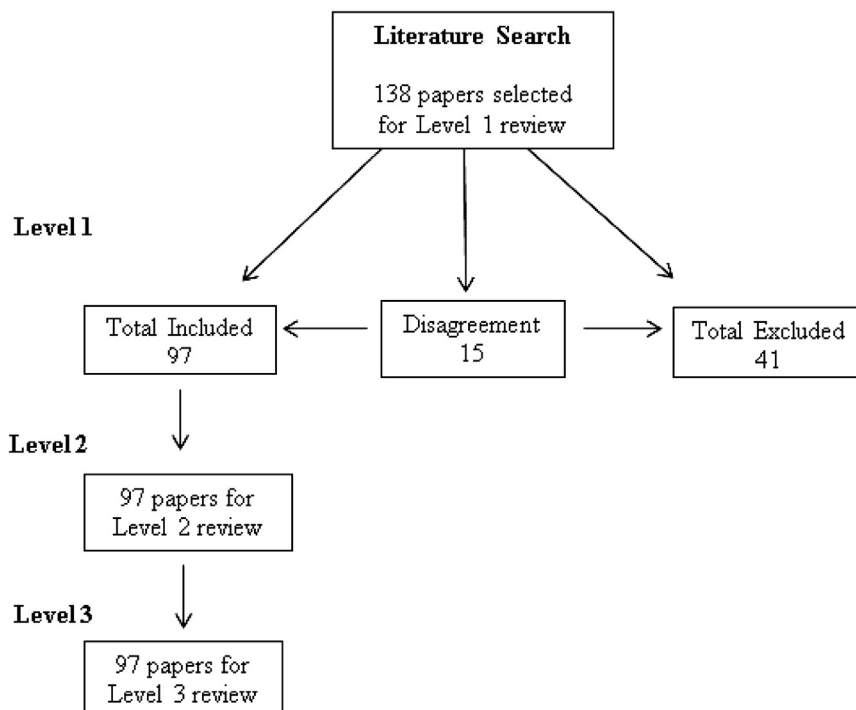 Literature Search
138 papers selected
for Level 1 review
Level 1
Total Included
97
Disagreement
15
Total Excluded
41
Level 2
97 papers for
Level 2 review
Level 3
97 papers for
Level 3 review